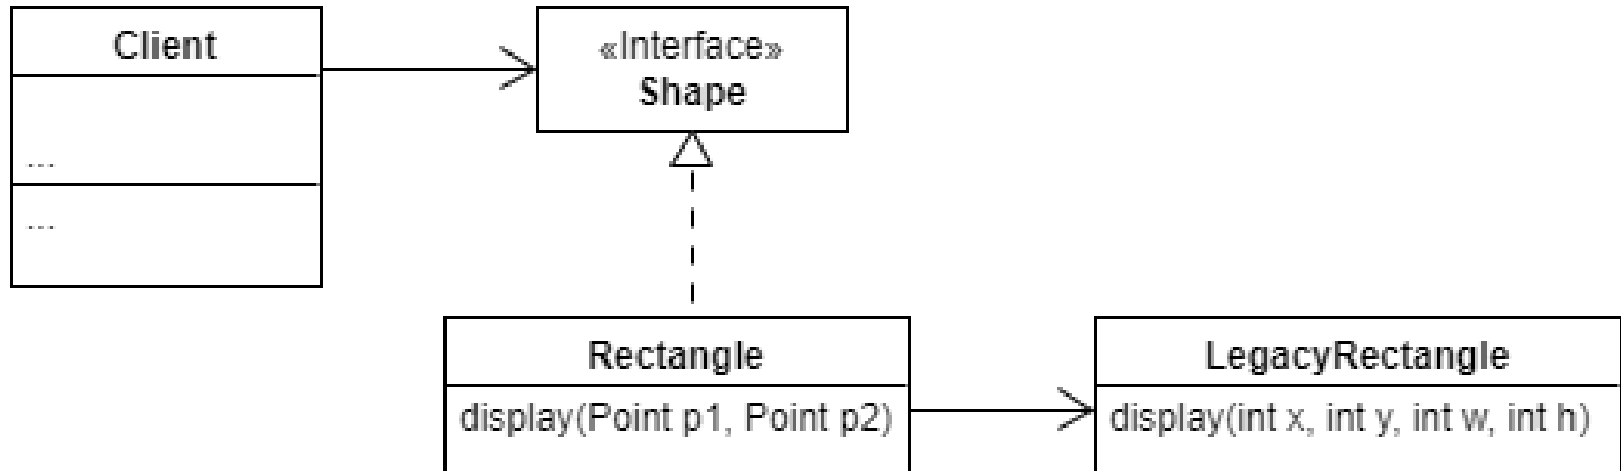 Client
...
...
«Interface»
Shape
Rectangle
display(Point p1, Point p2)
LegacyRectangle
display(int x, int y, int w, int h)